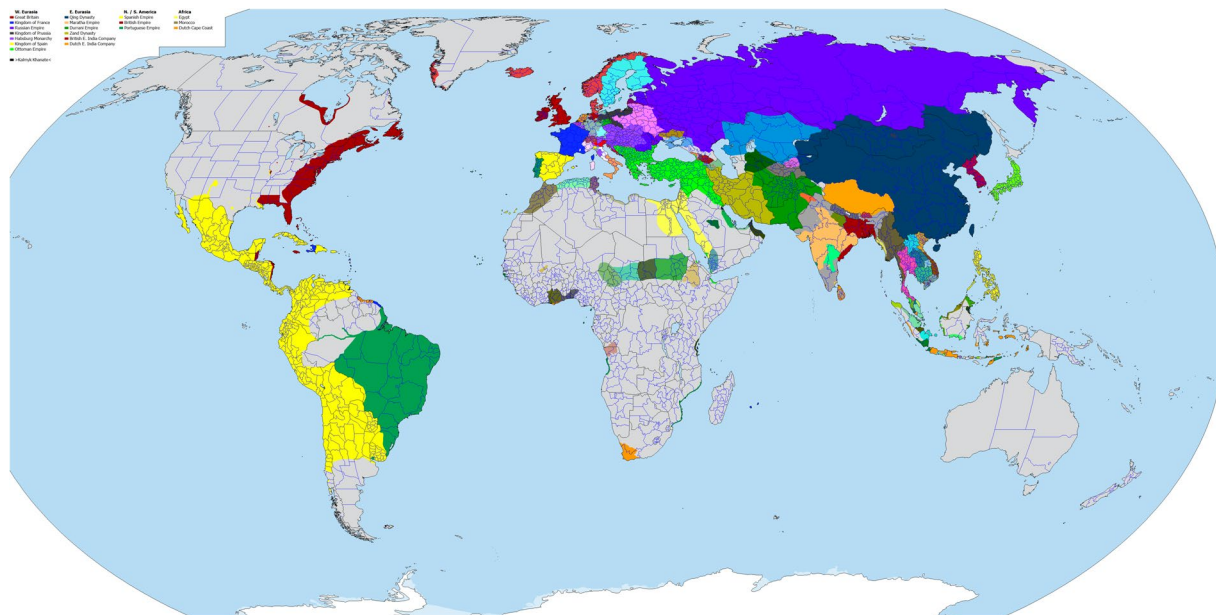 W. Eurasia
Great Britain
Kingdom of France
Russian Empire
Kingdom of Prussia
Habsburg Monarchy
Kingdom of Spain
Ottoman Empire
>Kalmyk Khanate<
E. Eurasia
Qing Dynasty
Maratha Empire
Durrani Empire
Zand Dynasty
British E. India Company
Dutch E. India Company
N. / S. America
Spanish Empire
British Empire
Portuguese Empire
Africa
Egypt
Morocco
Dutch Cape Coast